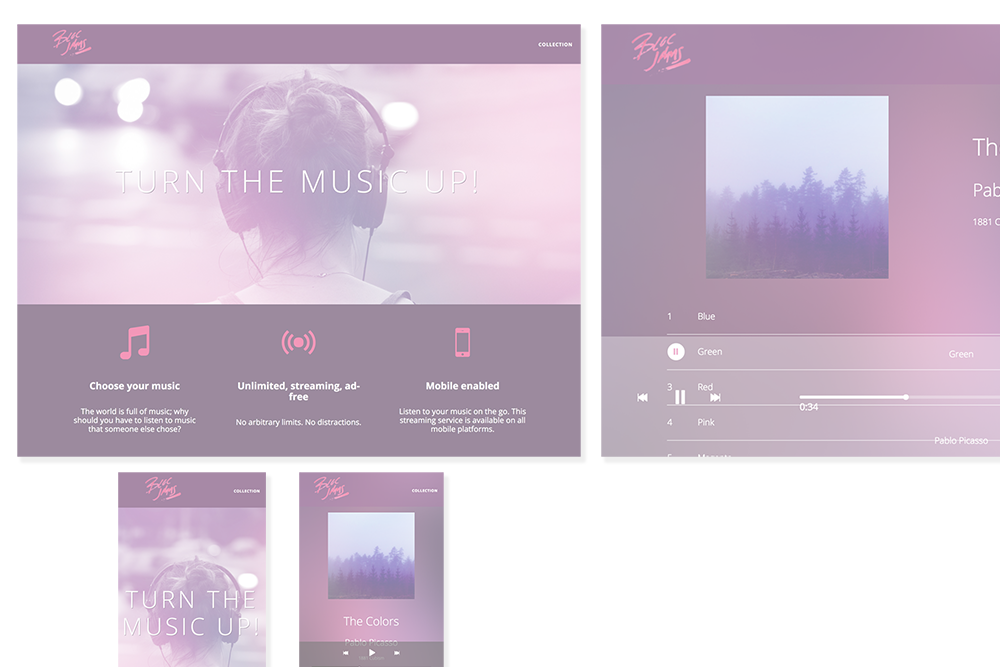 Bloc
Jams
COLLECTION
TURN THE MUSIC UP!
Choose your music
The world is full of music; why
should you have to listen to music
that someone else chose?
Unlimited, streaming, ad-
free
No arbitrary limits. No distractions.
Mobile enabled
Listen to your music on the go. This
streaming service is available on all
mobile platforms.
Bloc
Jams
The
Pab
1881 C
1 Blue
Green
Green
3 Red
0:34
4 Pink
Pablo Picasso
5 Magenta
Bloc
Jams
COLLECTION
TURN THE
MUSIC UP!
Bloc
Jams
COLLECTION
The Colors
Pablo Picasso